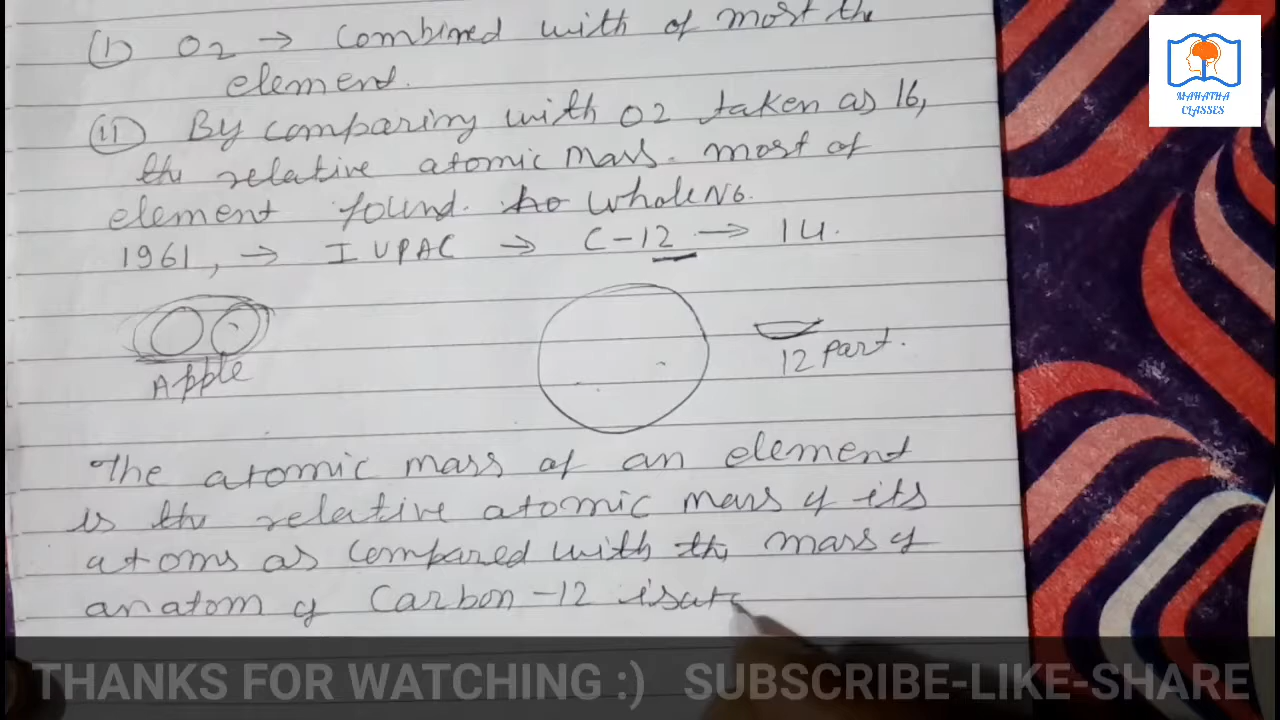 (I) O2 → Combined with of most the
element.
(II) By comparing with O2 taken as 16,
the relative atomic mass. most of
element found. to whole No.
1961, → IUPAC → C-12 → 1u.
Apple
12 Part.
The atomic mass of an element
is the relative atomic mass of its
atoms as compared with the mass of
an atom of Carbon-12
MAHATHA
CLASSES
THANKS FOR WATCHING :) SUBSCRIBE-LIKE-SHARE